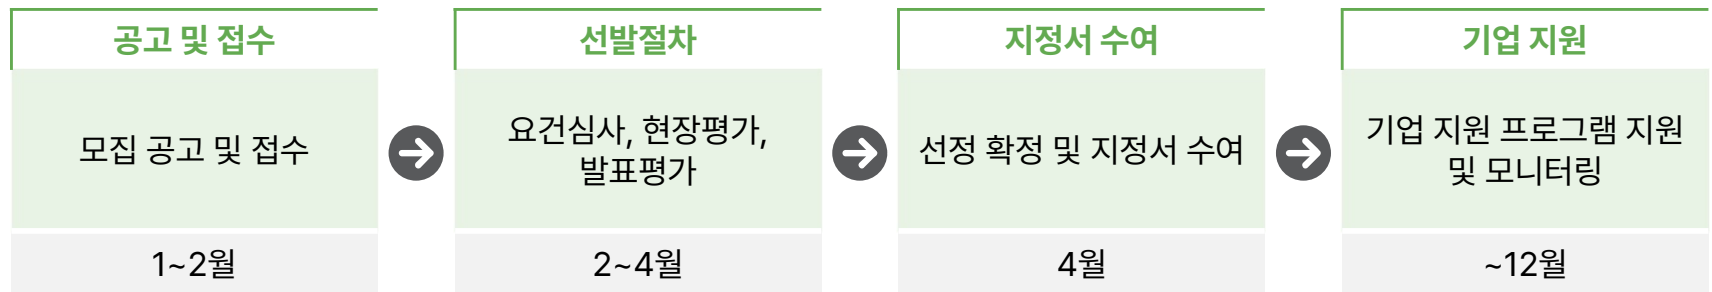 공고 및 접수
모집 공고 및 접수
1~2월
선발절차
요건심사, 현장평가,
발표평가
2~4월
지정서 수여
선정 확정 및 지정서 수여
4월
기업 지원
기업 지원 프로그램 지원
및 모니터링
~12월